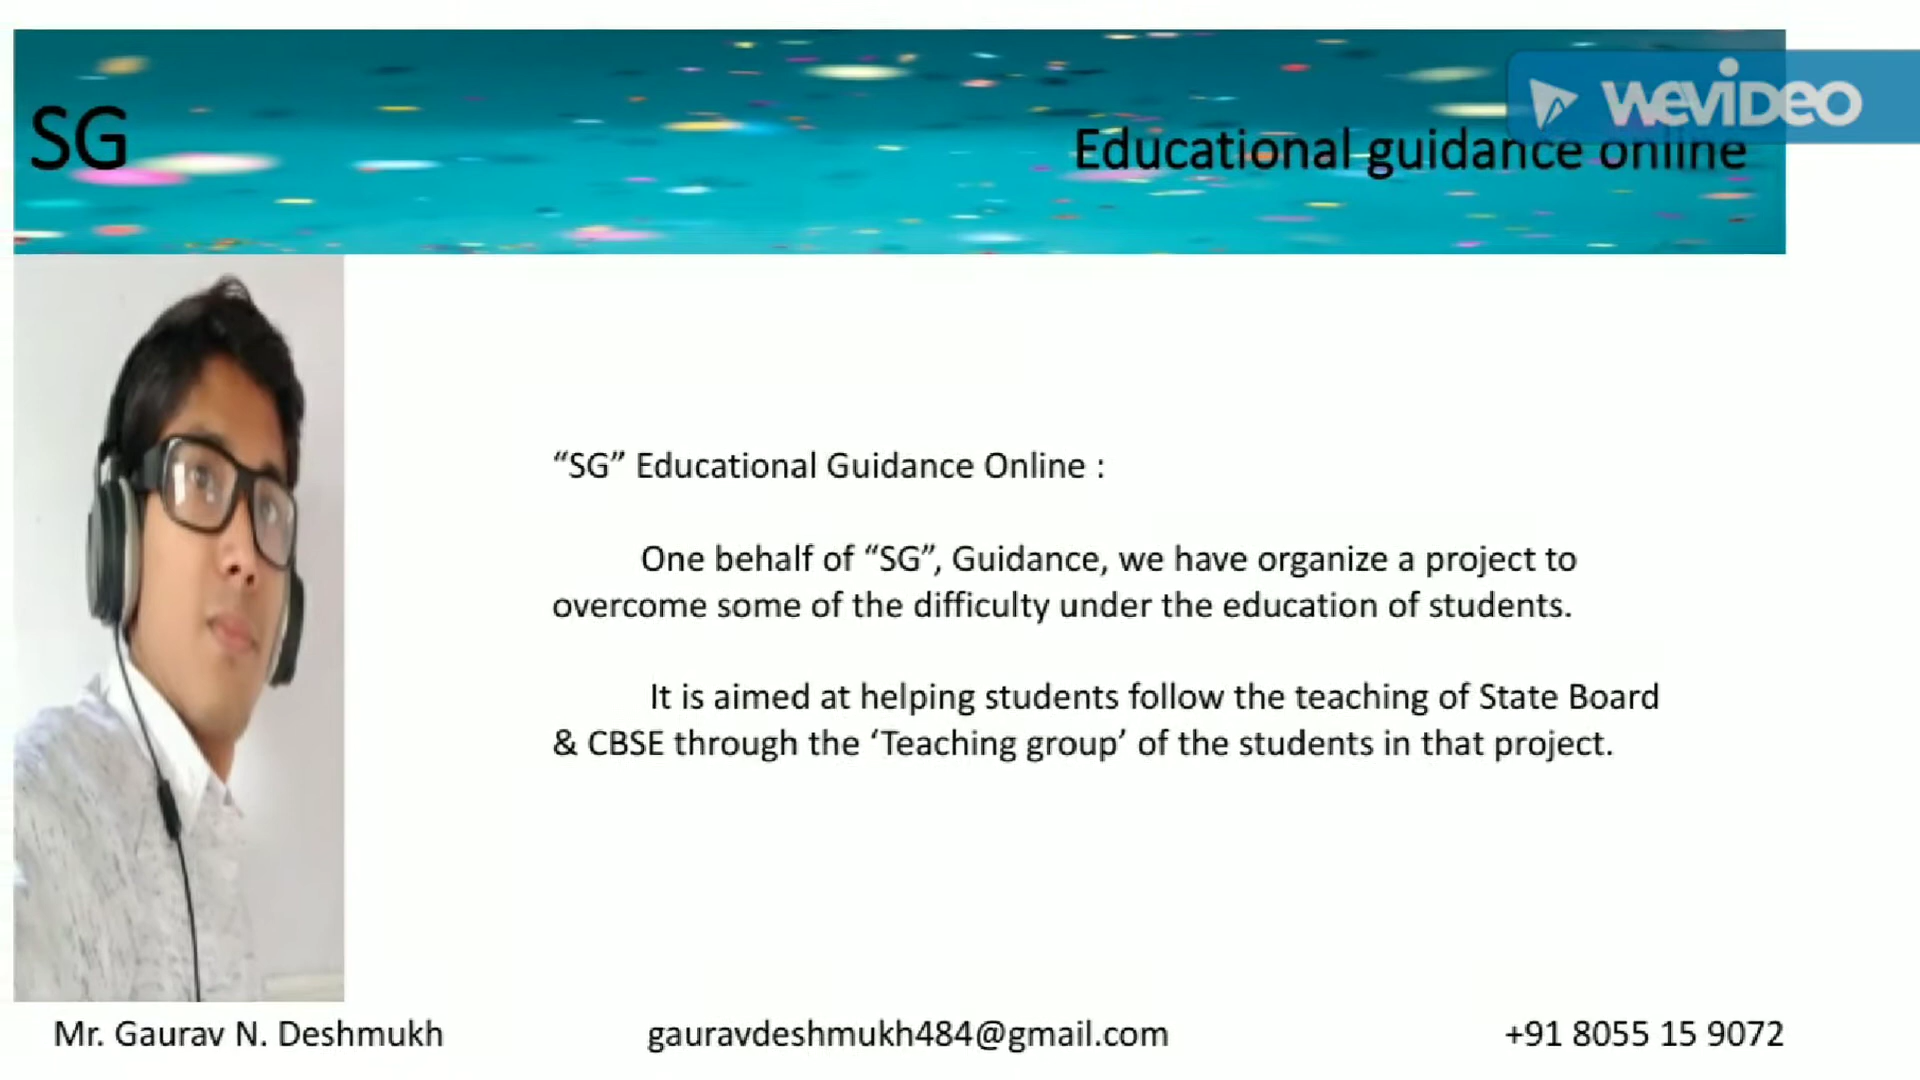 SG
WeVideo
Educational guidance online
“SG” Educational Guidance Online :
One behalf of “SG”, Guidance, we have organize a project to
overcome some of the difficulty under the education of students.
It is aimed at helping students follow the teaching of State Board
& CBSE through the ‘Teaching group’ of the students in that project.
Mr. Gaurav N. Deshmukh
gauravdeshmukh484@gmail.com
+91 8055 15 9072